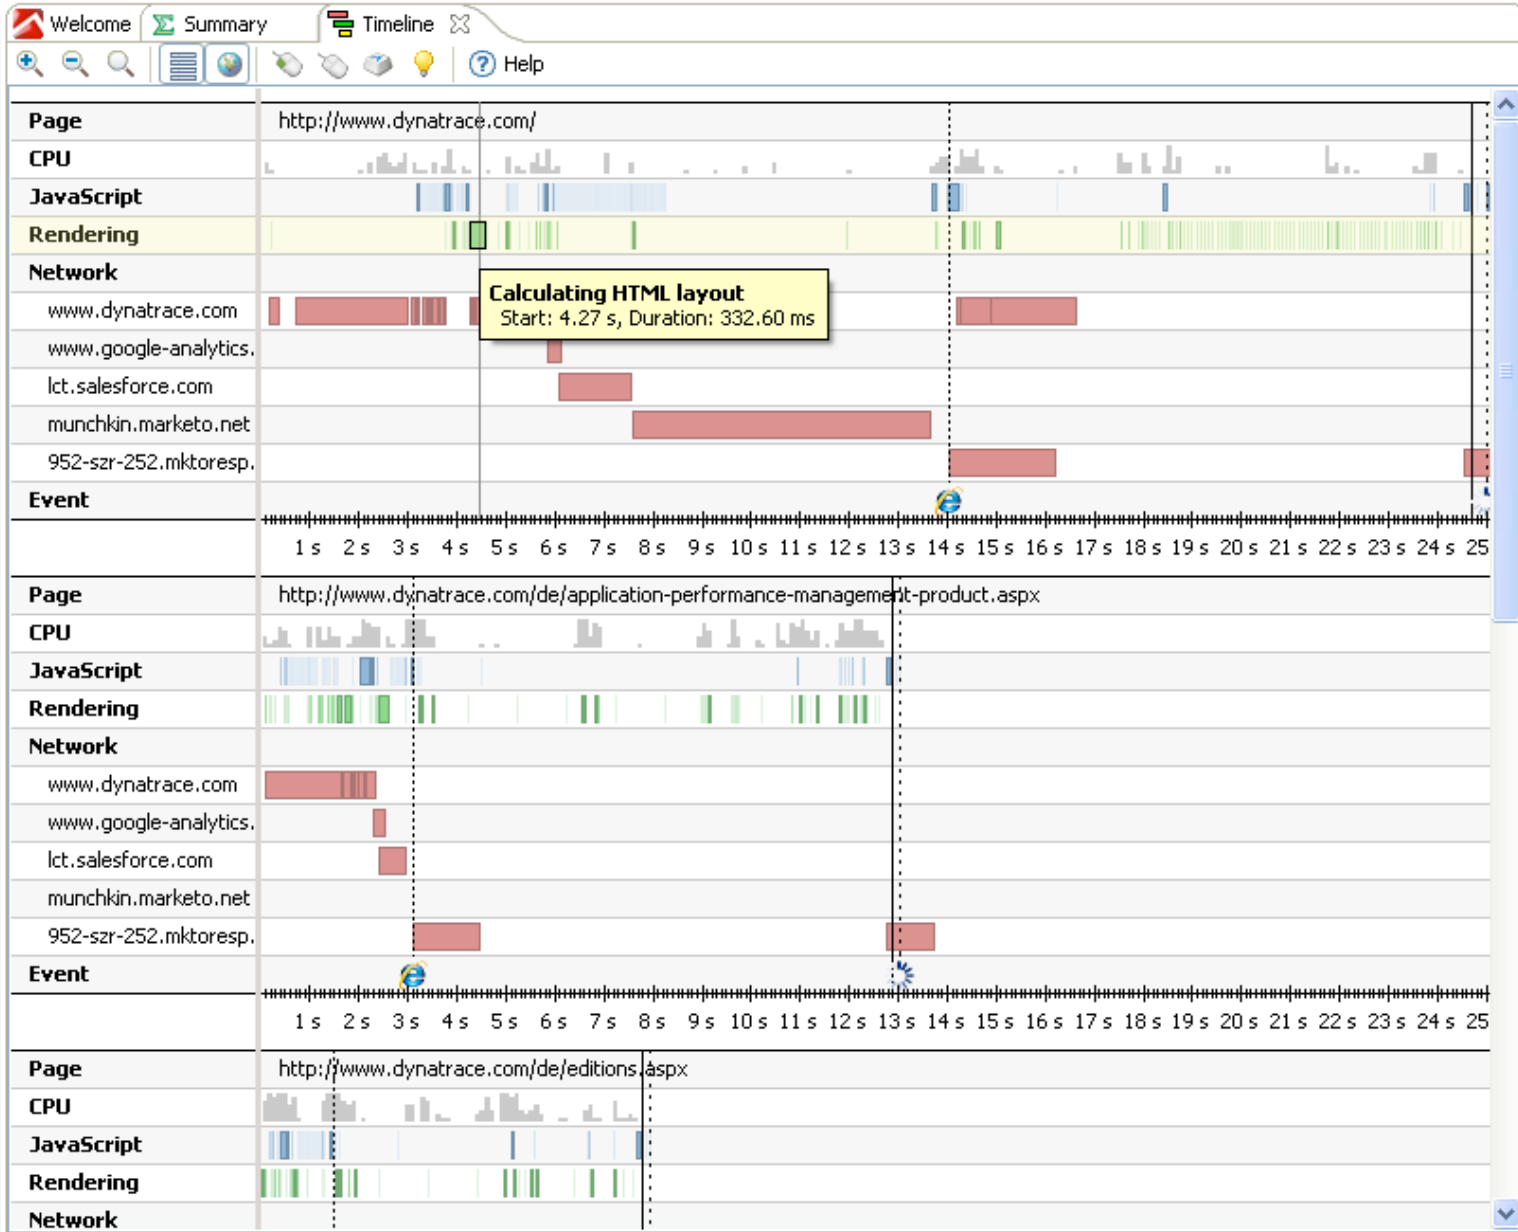 Welcome Summary Timeline
Help
Page http://www.dynatrace.com/
CPU
JavaScript
Rendering
Network
Calculating HTML layout
Start: 4.27 s, Duration: 332.60 ms
www.dynatrace.com
www.google-analytics.
lct.salesforce.com
munchkin.marketo.net
952-szr-252.mktoresp.
Event
1 s 2 s 3 s 4 s 5 s 6 s 7 s 8 s 9 s 10 s 11 s 12 s 13 s 14 s 15 s 16 s 17 s 18 s 19 s 20 s 21 s 22 s 23 s 24 s 25
Page http://www.dynatrace.com/de/application-performance-management-product.aspx
CPU
JavaScript
Rendering
Network
www.dynatrace.com
www.google-analytics.
lct.salesforce.com
munchkin.marketo.net
952-szr-252.mktoresp.
Event
1 s 2 s 3 s 4 s 5 s 6 s 7 s 8 s 9 s 10 s 11 s 12 s 13 s 14 s 15 s 16 s 17 s 18 s 19 s 20 s 21 s 22 s 23 s 24 s 25
Page http://www.dynatrace.com/de/editions.aspx
CPU
JavaScript
Rendering
Network